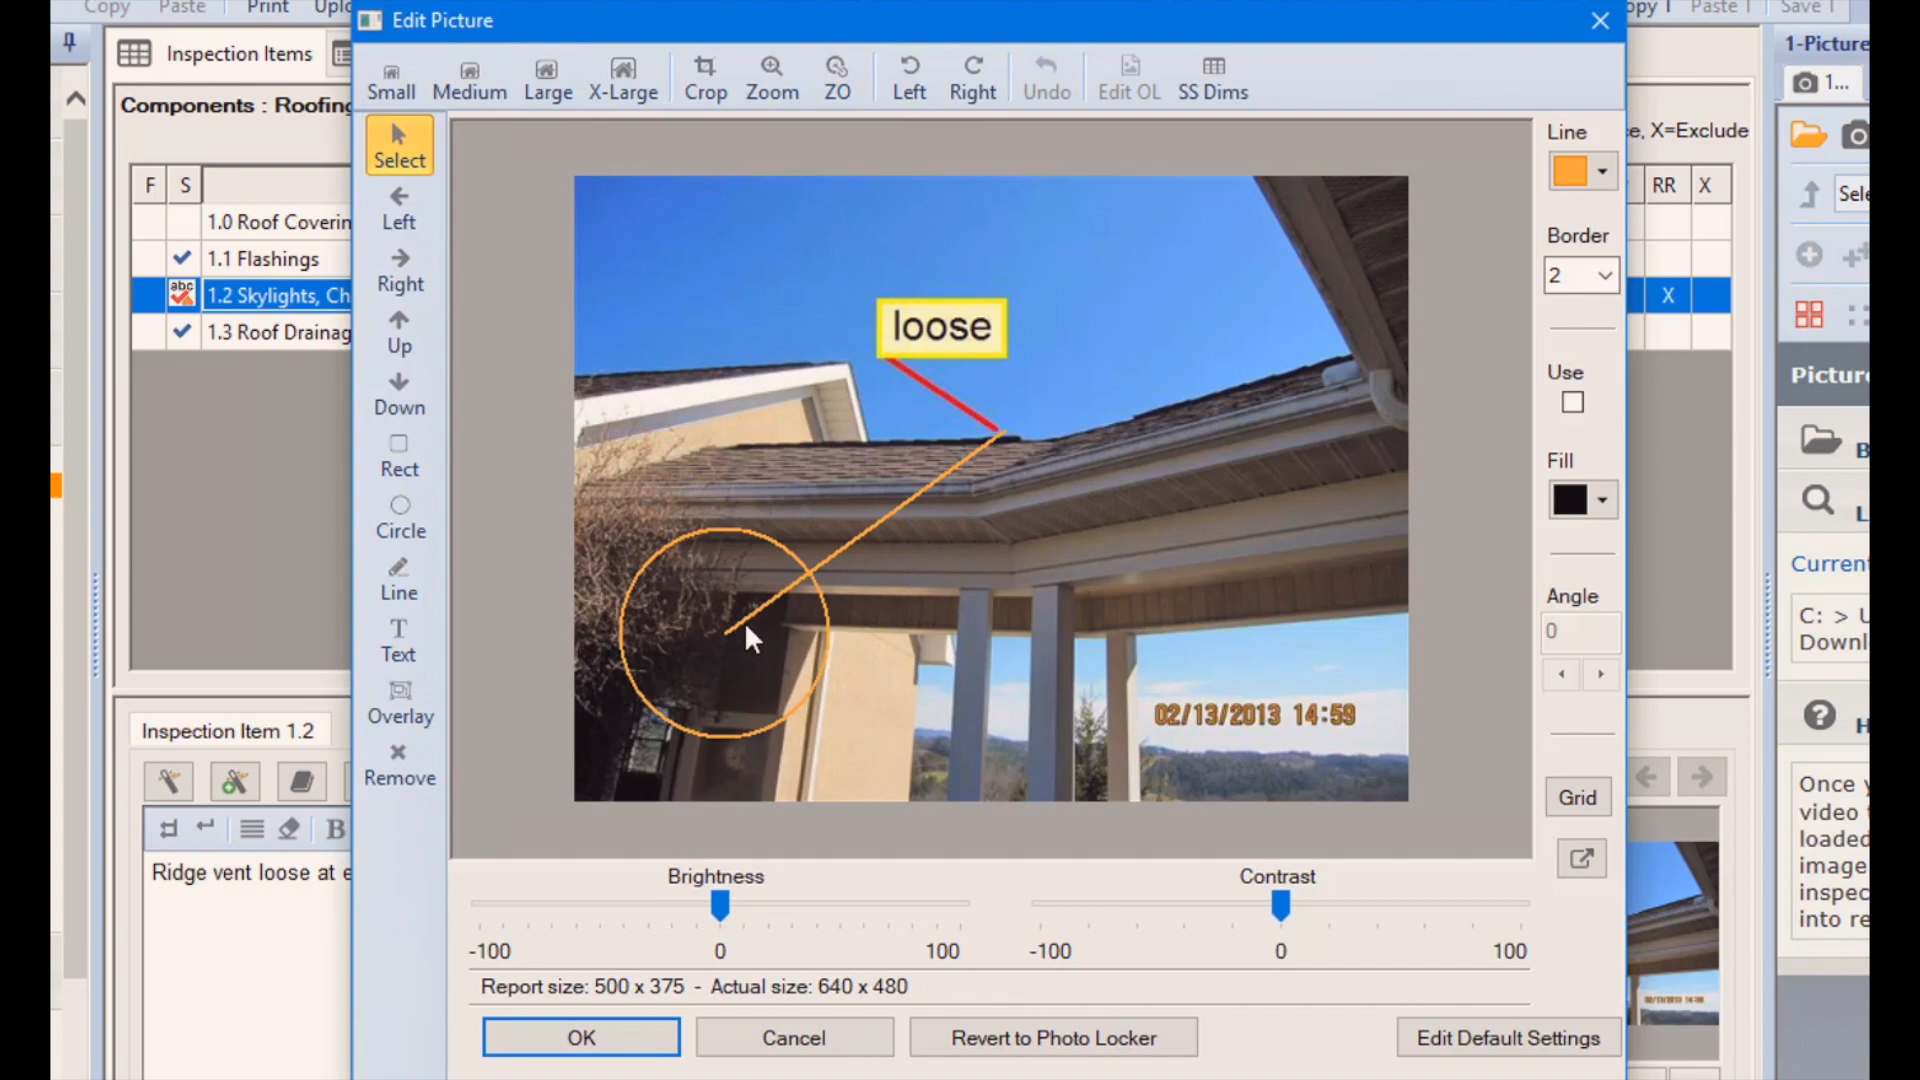 Copy
Paste
Print
Edit Picture
Paste
Save
Inspection Items
1-Picture
Small
Medium
Large
X-Large
Crop
Zoom
ZO
Left
Right
Undo
Edit OL
SS Dims
1...
Components : Roofing
X=Exclude
Line
Select
F
S
RR
X
Left
1.0 Roof Coverin
Border
2
1.1 Flashings
Right
abc
1.2 Skylights, Ch
X
loose
1.3 Roof Drainag
Up
Use
Down
Rect
Fill
Circle
Line
Angle
0
Current
Text
C: >
Downl
02/13/2013 14:59
Overlay
Inspection Item 1.2
Remove
Grid
Once
video
loaded
image
inspec
into re
B
Ridge vent loose at
Brightness
Contrast
-100
0
100
-100
0
100
Report size: 500 x 375 - Actual size: 640 x 480
OK
Cancel
Revert to Photo Locker
Edit Default Settings